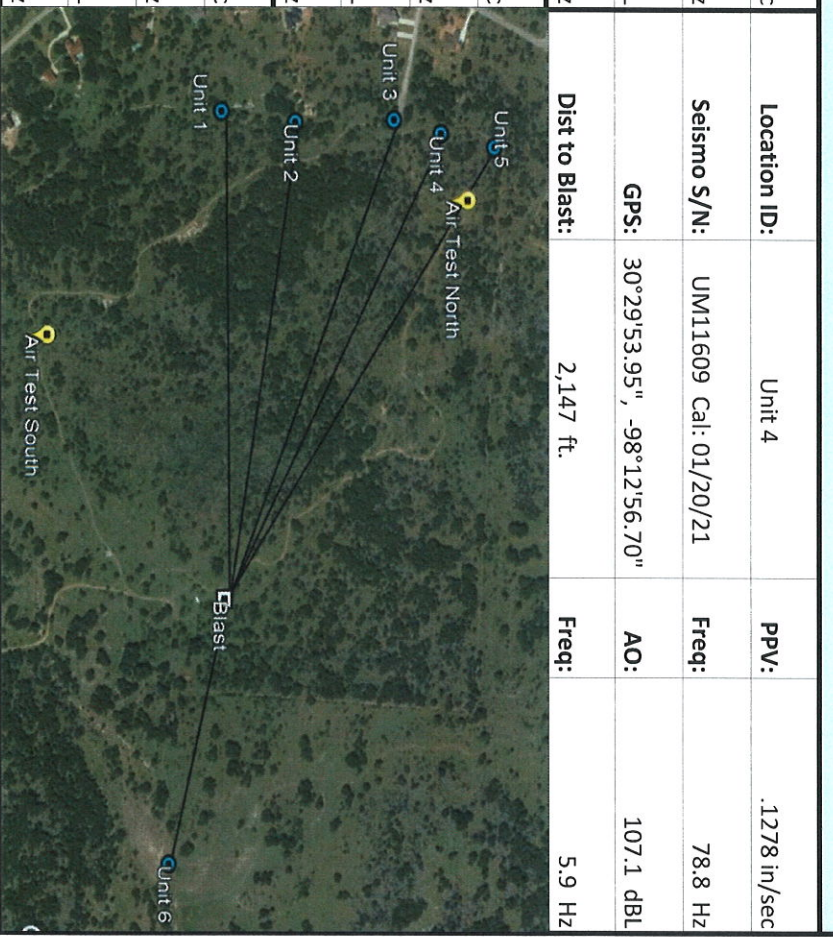 Location ID: Unit 4 PPV: .1278 in/sec
Seismo S/N: UM11609 Cal: 01/20/21 Freq: 78.8 Hz
GPS: 30°29'53.95", -98°12'56.70" AO: 107.1 dBL
Dist to Blast: 2,147 ft. Freq: 5.9 Hz
Unit 5
Unit 4
Air Test North
Unit 3
Unit 2
Unit 1
Blast
Unit 6
Air Test South